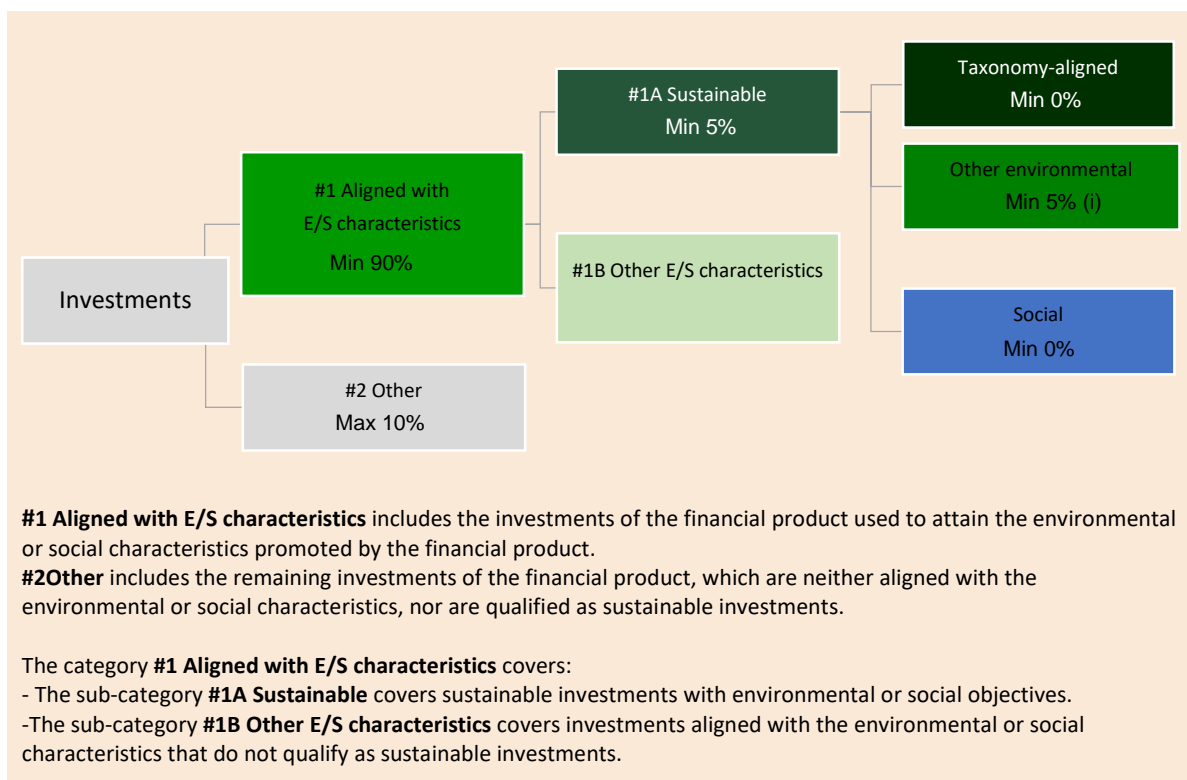 Taxonomy-aligned
Min 0%
#1A Sustainable
Min 5%
Other environmental
Min 5% (i)
#1 Aligned with
E/S characteristics
Min 90%
#1B Other E/S characteristics
Investments
Social
Min 0%
#2 Other
Max 10%
#1 Aligned with E/S characteristics includes the investments of the financial product used to attain the environmental
or social characteristics promoted by the financial product.
#2Other includes the remaining investments of the financial product, which are neither aligned with the
environmental or social characteristics, nor are qualified as sustainable investments.
The category #1 Aligned with E/S characteristics covers:
- The sub-category #1A Sustainable covers sustainable investments with environmental or social objectives.
-The sub-category #1B Other E/S characteristics covers investments aligned with the environmental or social
characteristics that do not qualify as sustainable investments.